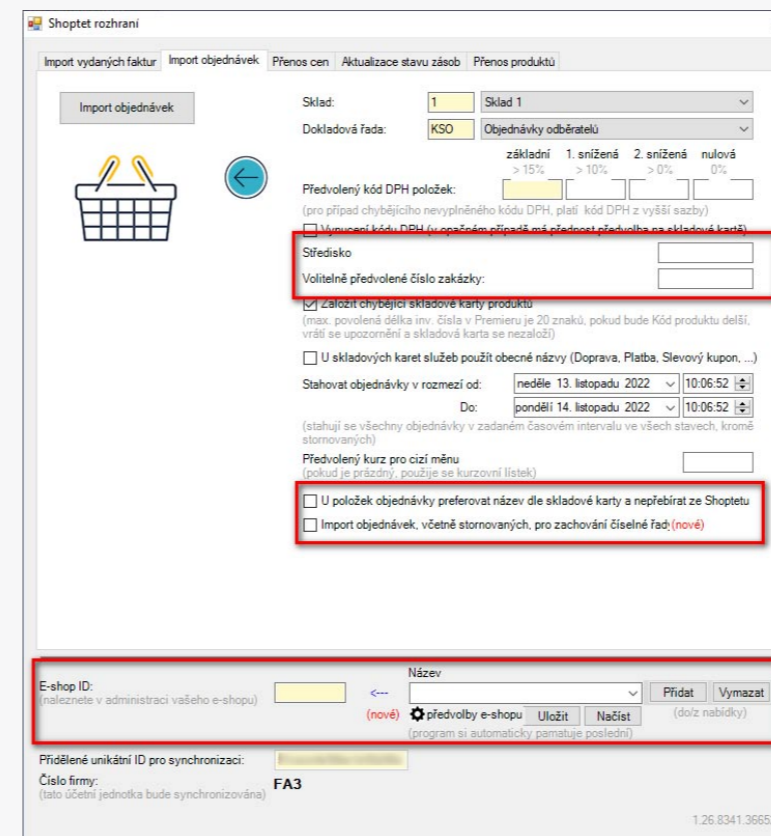 Shoptet rozhraní
Import vydaných faktur Import objednávek Přenos cen Aktualizace stavu zásob Přenos produktů
Import objednávek
Sklad: 1 Sklad 1
Dokladová řada: KSO Objednávky odběratelů
základní 1. snížená 2. snížená nulová
> 15% > 10% > 0% 0%
Předvolený kód DPH položek:
(pro případ chybějícího nevyplněného kódu DPH, platí kód DPH z vyšší sazby)
Vynucení kódu DPH (v opačném případě má přednost předvolba na skladové kartě)
Středisko
Volitelně předvolené číslo zakázky:
Založit chybějící skladové karty produktů
(max. povolená délka inv. čísla v Premieru je 20 znaků, pokud bude Kód produktu delší,
vrátí se upozornění a skladová karta se nezaloží)
U skladových karet služeb použít obecné názvy (Doprava, Platba, Slevový kupon, ...)
Stahovat objednávky v rozmezí od: neděle 13. listopadu 2022 10:06:52
Do: pondělí 14. listopadu 2022 10:06:52
(stahují se všechny objednávky v zadaném časovém intervalu ve všech stavech, kromě
stornovaných)
Předvolený kurz pro cizí měnu
(pokud je prázdný, použije se kurzovní lístek)
U položek objednávky preferovat název dle skladové karty a nepřebírat ze Shoptetu
Import objednávek, včetně stornovaných, pro zachování číselné řady (nové)
Název
E-shop ID: <--- Přidat Vymazat
(naleznete v administraci vašeho e-shopu) (nové) předvolby e-shopu Uložit Načíst (do/z nabídky)
(program si automaticky pamatuje poslední)
Přidělené unikátní ID pro synchronizaci:
Číslo firmy: FA3
(tato účetní jednotka bude synchronizována)
1.26.8341.3665